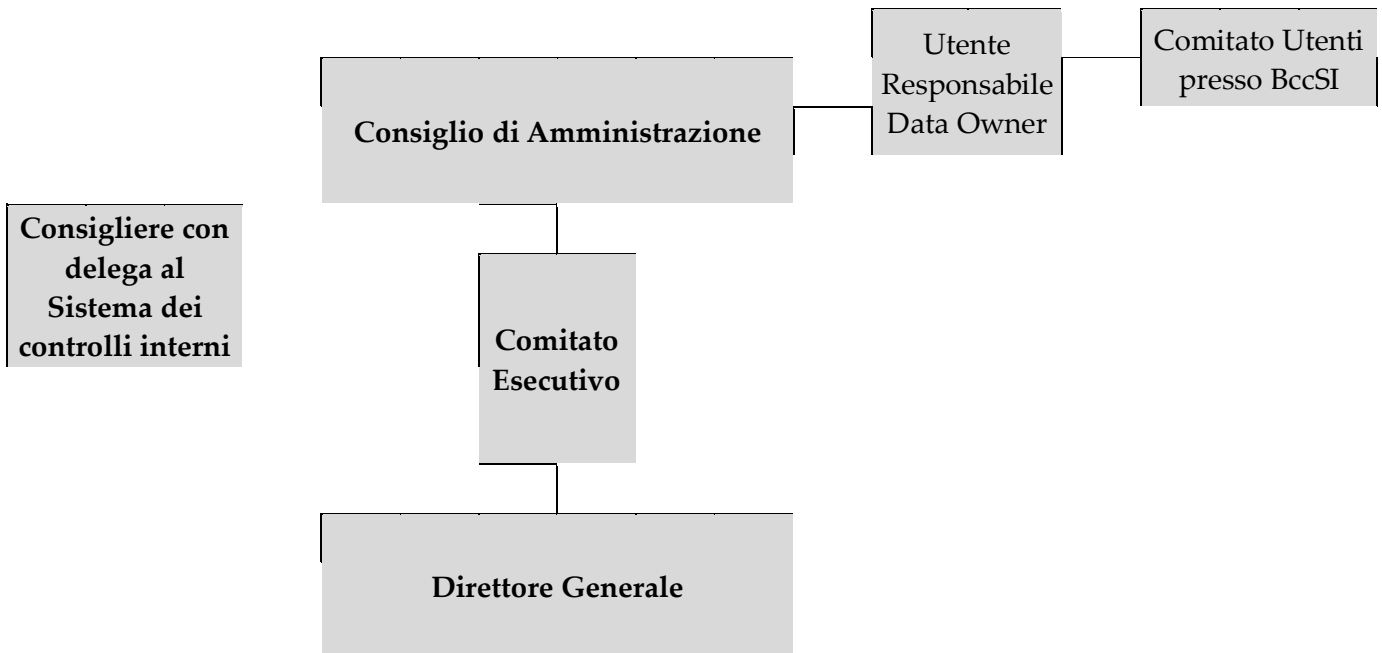 Utente
Responsabile
Data Owner
Comitato Utenti
presso BccSI
Consiglio di Amministrazione
Consigliere con
delega al
Sistema dei
controlli interni
Comitato
Esecutivo
Direttore Generale